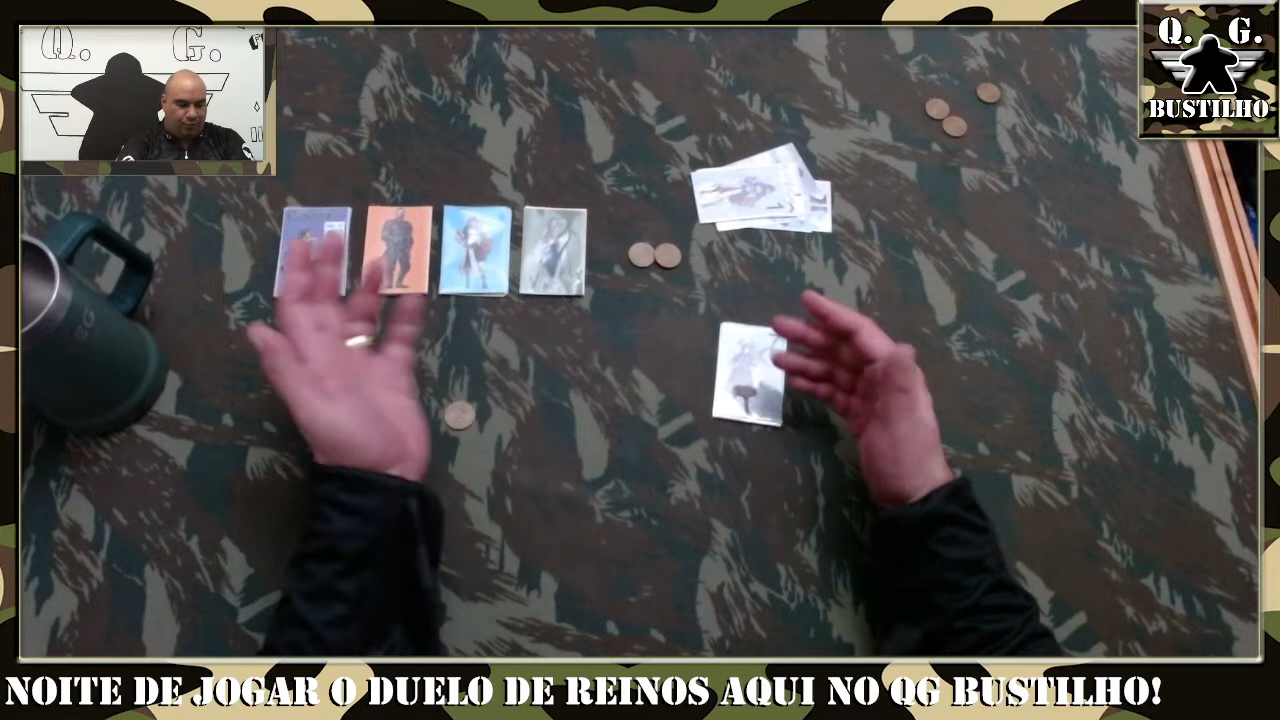 Q. G.
Q. G.
BUSTILHO
NOITE DE JOGAR O DUELO DE REINOS AQUI NO QG BUSTILHO!